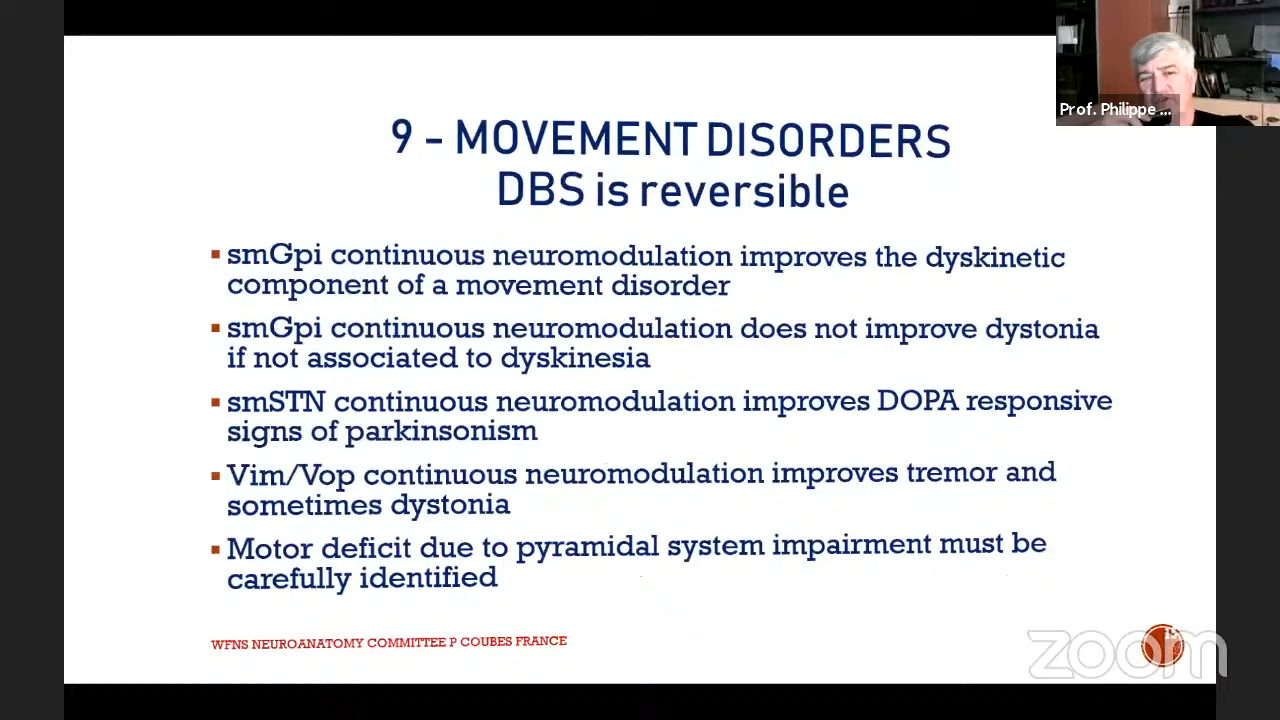 Prof. Philippe ...
9 - MOVEMENT DISORDERS
DBS is reversible
▪ smGpi continuous neuromodulation improves the dyskinetic
component of a movement disorder
▪ smGpi continuous neuromodulation does not improve dystonia
if not associated to dyskinesia
▪ smSTN continuous neuromodulation improves DOPA responsive
signs of parkinsonism
▪ Vim/Vop continuous neuromodulation improves tremor and
sometimes dystonia
▪ Motor deficit due to pyramidal system impairment must be
carefully identified
WFNS NEUROANATOMY COMMITTEE P COUBES FRANCE
zoom